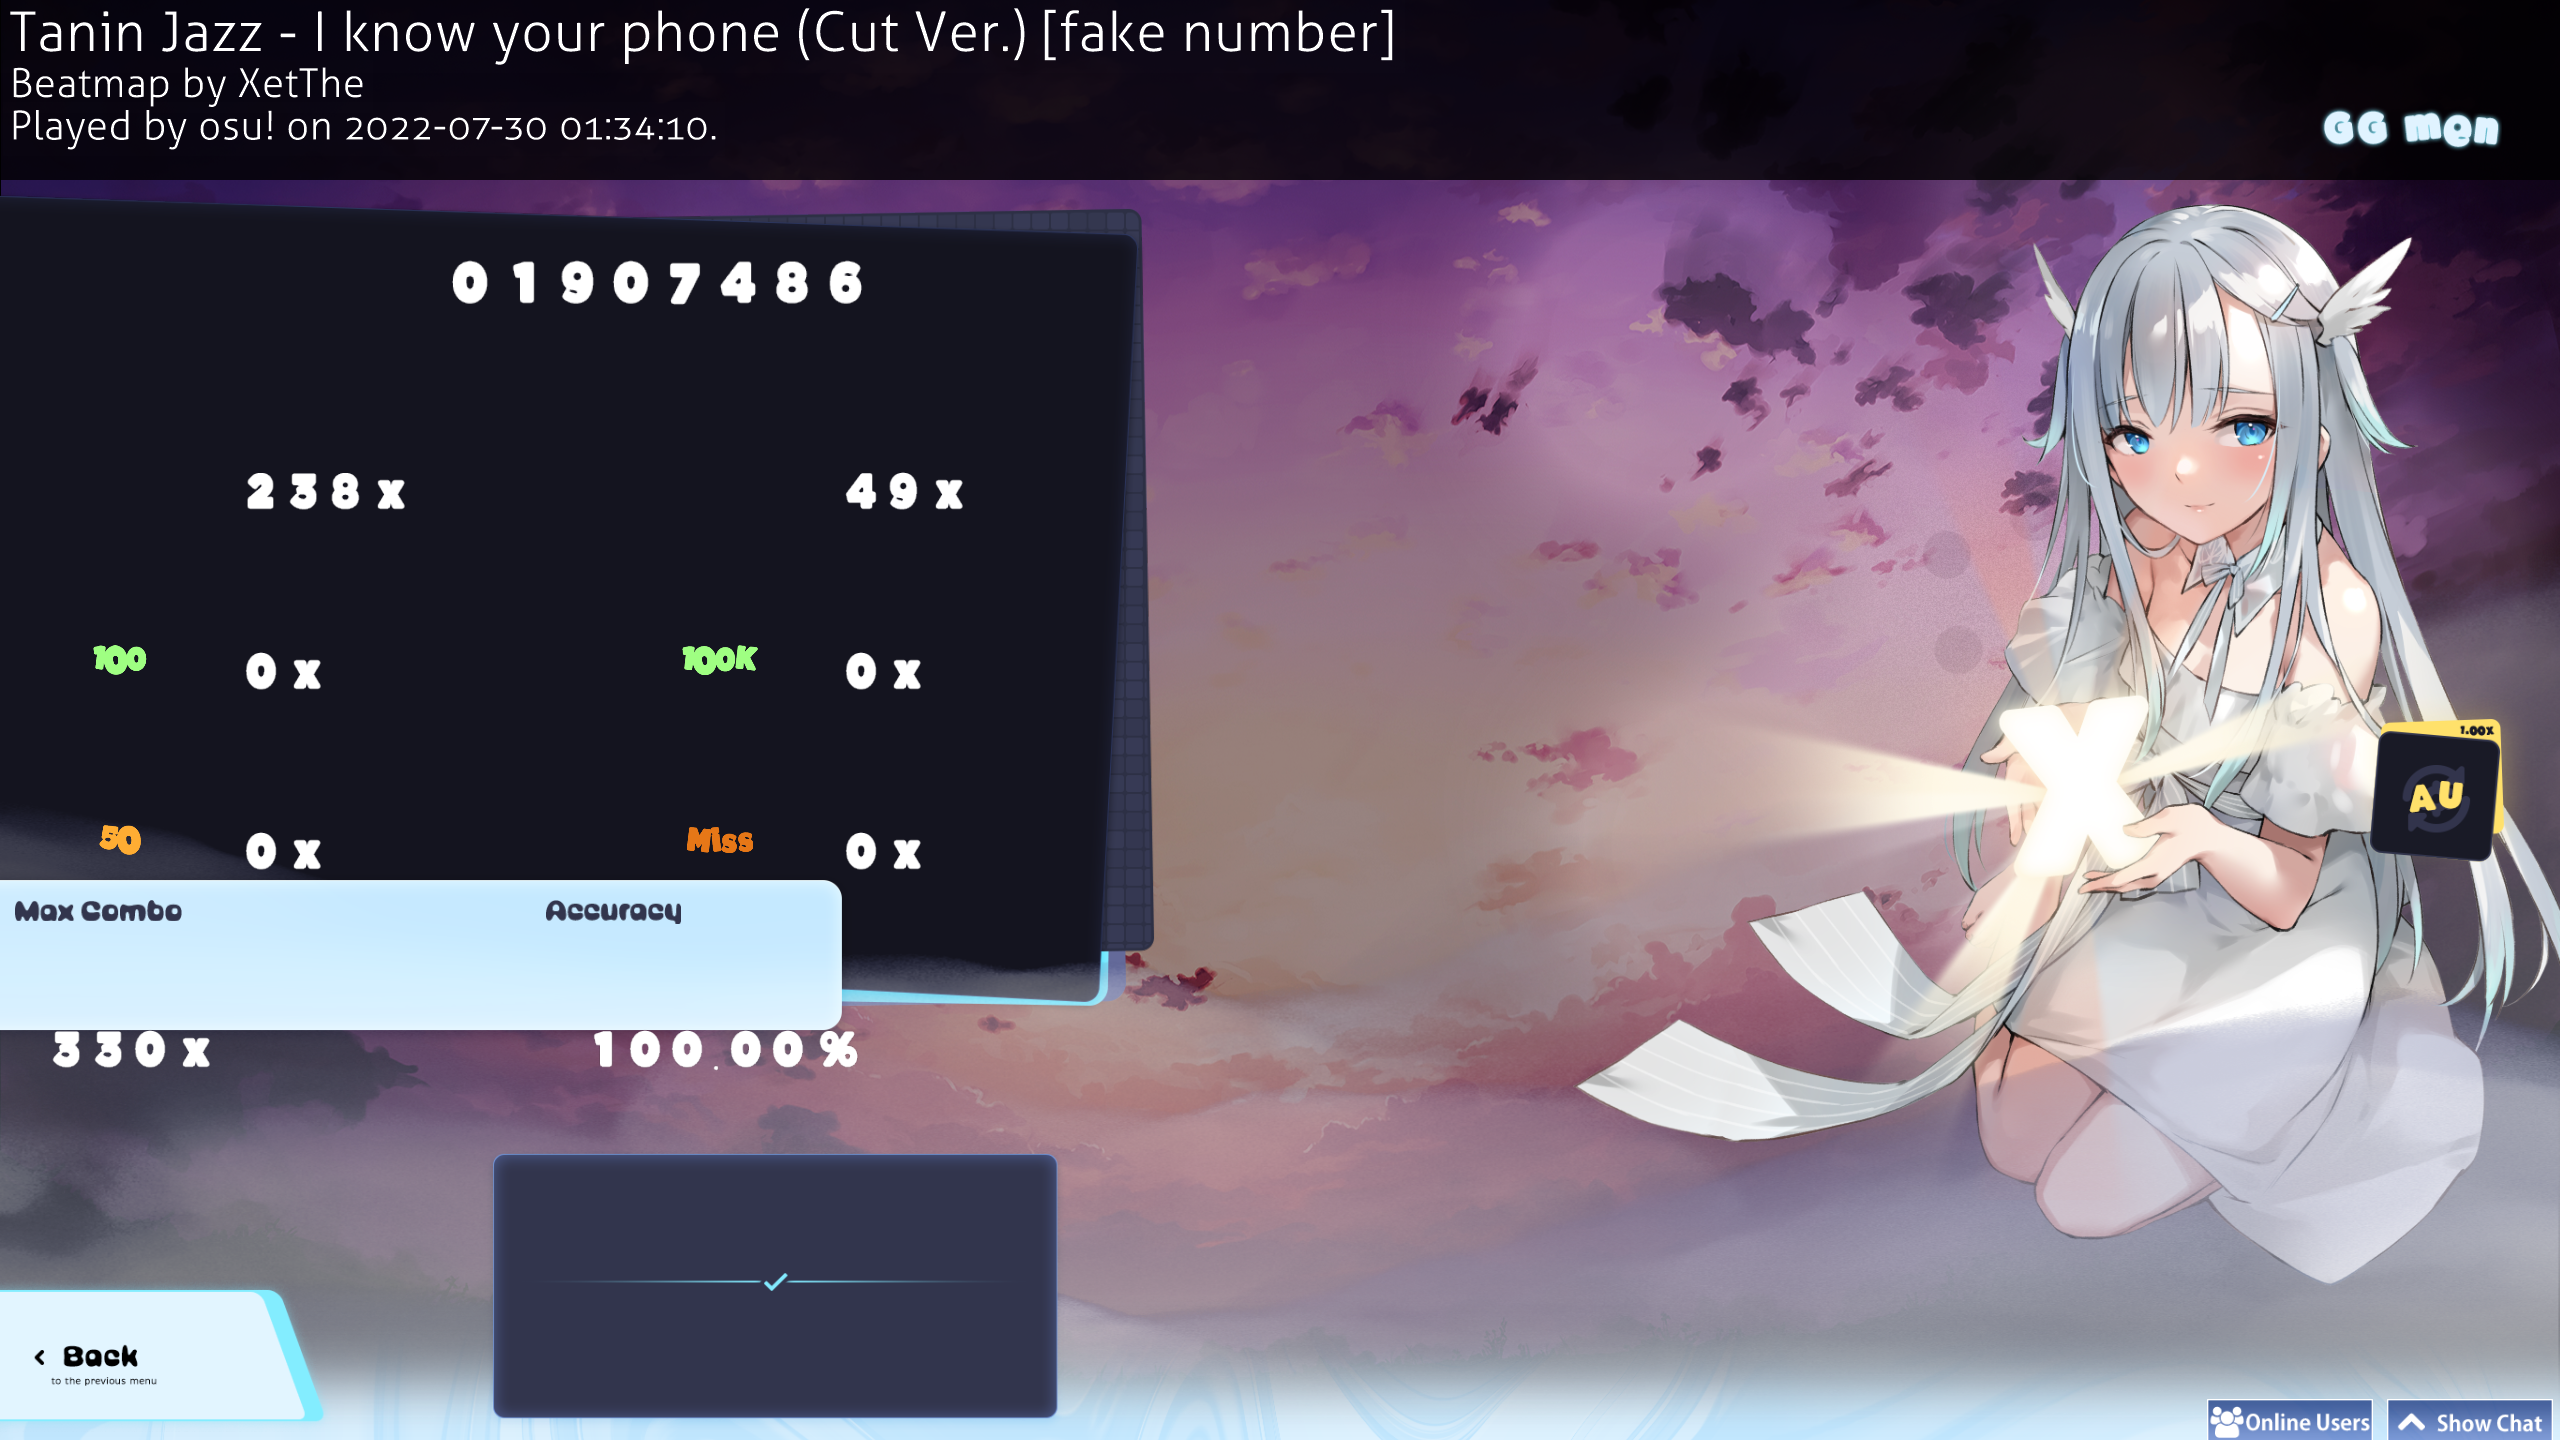 Tanin Jazz - I know your phone (Cut Ver.) [fake number]
Beatmap by XetThe
Played by osu! on 2022-07-30 01:34:10.
GG men
01907486
238x
49x
100
0x
100K
0x
50
0x
Miss
0x
Max Combo
Accuracy
330x
100.00%
X
1.00x
AU
Back
to the previous menu
Online Users
Show Chat